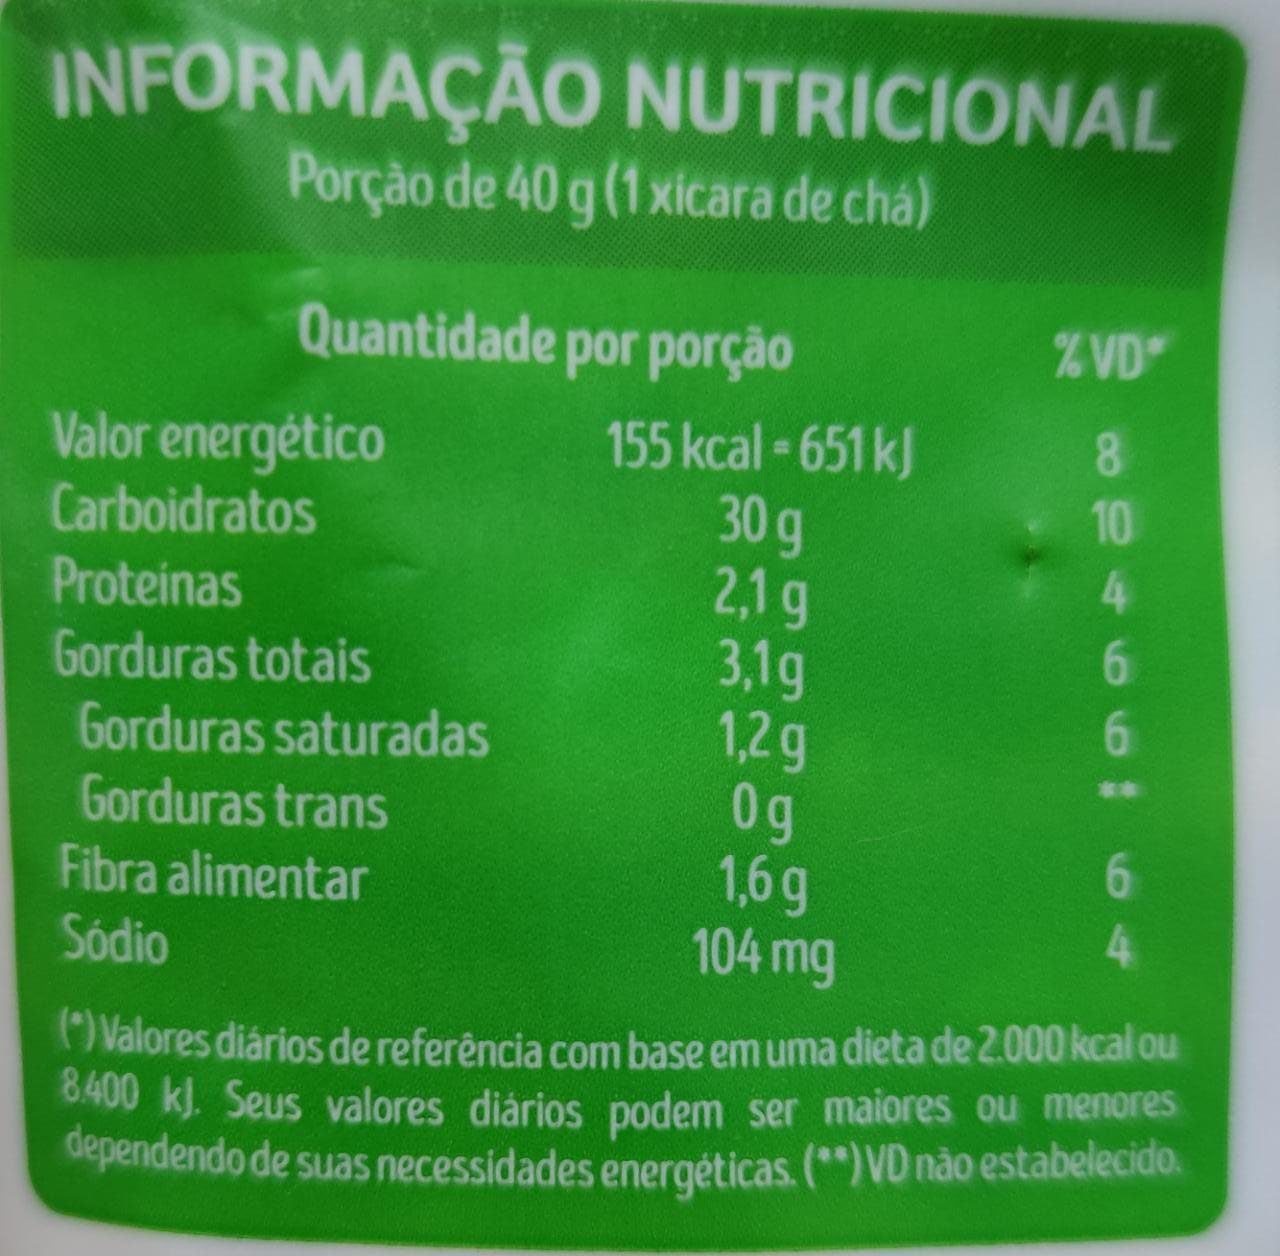 INFORMAÇÃO NUTRICIONAL
Porção de 40 g (1 xícara de chá)
Quantidade por porção % VD*
Valor energético 155 kcal = 651 kJ 8
Carboidratos 30 g 10
Proteínas 2,1 g 4
Gorduras totais 3,1 g 6
Gorduras saturadas 1,2 g 6
Gorduras trans 0 g **
Fibra alimentar 1,6 g 6
Sódio 104 mg 4
(*) Valores diários de referência com base em uma dieta de 2.000 kcal ou
8.400 kJ. Seus valores diários podem ser maiores ou menores
dependendo de suas necessidades energéticas. (**) VD não estabelecido.